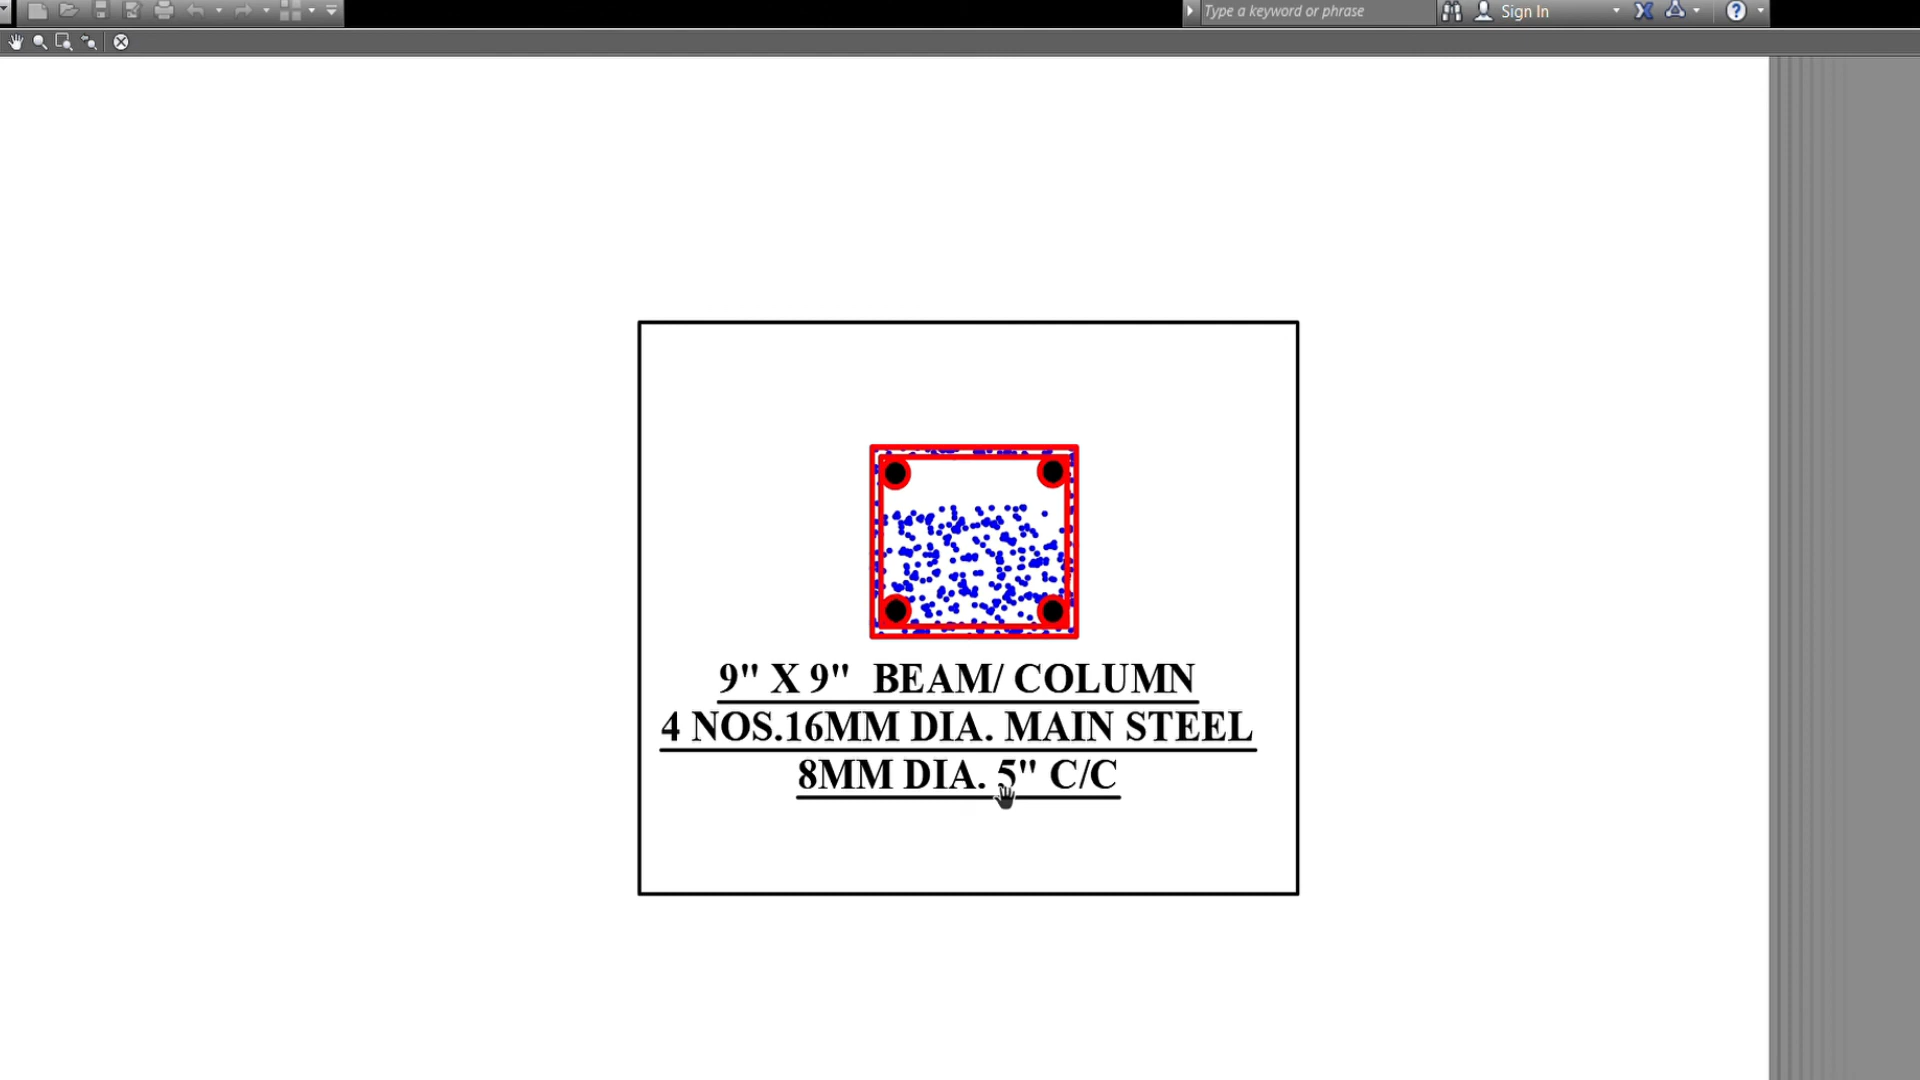 Type a keyword or phrase
Sign In
9" X 9" BEAM/ COLUMN
4 NOS.16MM DIA. MAIN STEEL
8MM DIA. 5" C/C